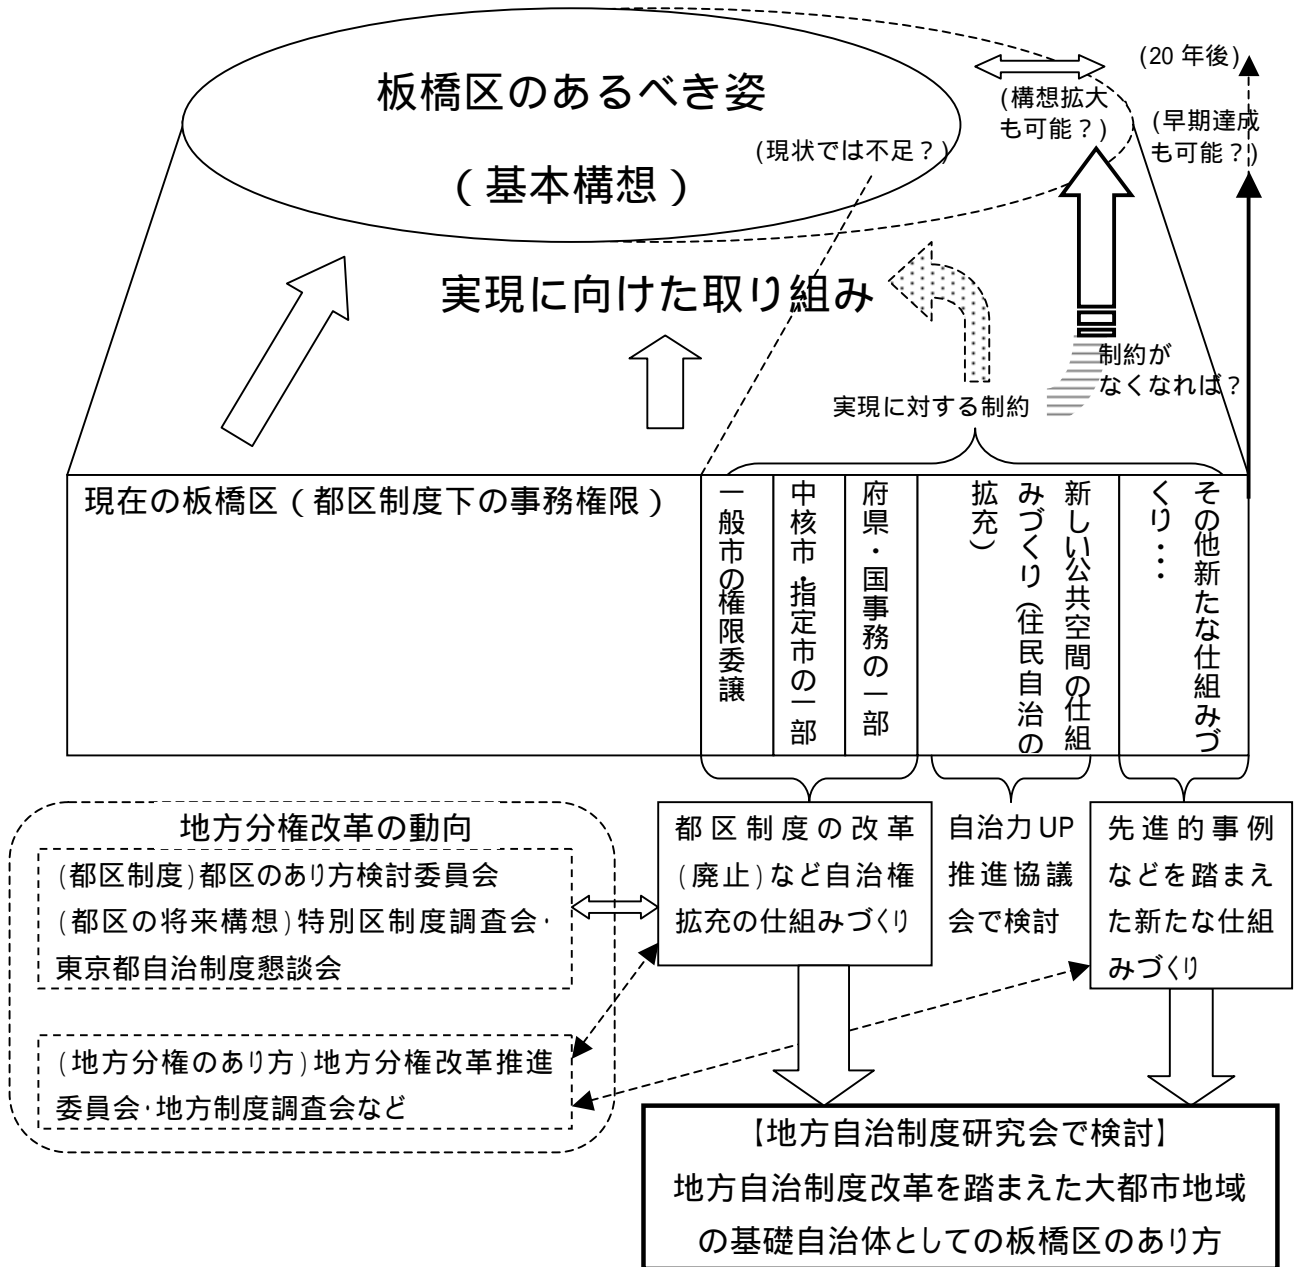 板橋区のあるべき姿
（基本構想）
(現状では不足？)
(構想拡大
も可能？)
(20 年後)
(早期達成
も可能？)
実現に向けた取り組み
制約が
なくなれば？
実現に対する制約
現在の板橋区（都区制度下の事務権限）
一般市の権限委譲
中核市・指定市の一部
府県・国事務の一部
新しい公共空間の仕組
みづくり（住民自治の
拡充）
その他新たな仕組みづ
くり・・・
地方分権改革の動向
(都区制度)都区のあり方検討委員会
(都区の将来構想)特別区制度調査会・
東京都自治制度懇談会
(地方分権のあり方)地方分権改革推進
委員会・地方制度調査会など
都区制度の改革
(廃止)など自治権
拡充の仕組みづくり
自治力 UP
推進協議
会で検討
先進的事例
などを踏まえ
た新たな仕組
みづくり
【地方自治制度研究会で検討】
地方自治制度改革を踏まえた大都市地域
の基礎自治体としての板橋区のあり方